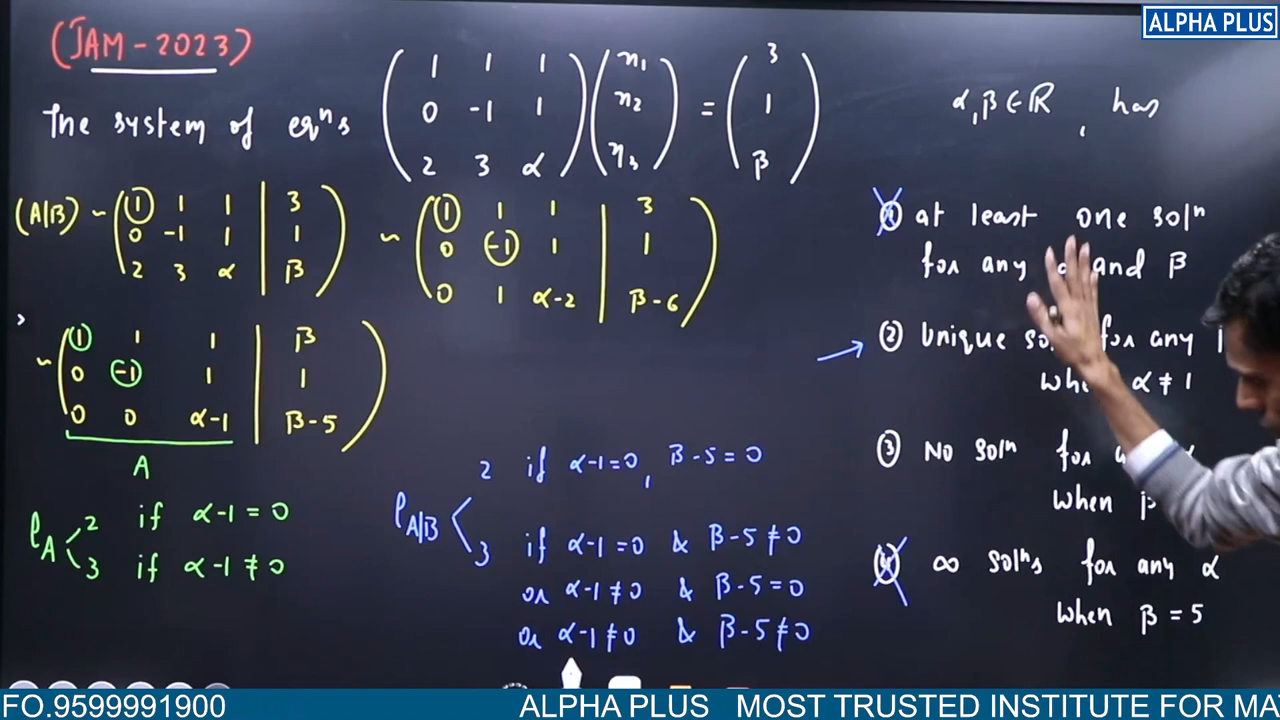 ALPHA PLUS
(JAM-2023)
The system of eqⁿs
( 1 1 1 ) ( x₁ ) ( 3 )
( 0 -1 1 ) ( x₂ ) = ( 1 )
( 2 3 α ) ( x₃ ) ( β )
α, β ∈ ℝ, has
(A|B) ~ ( 1 1 1 | 3 )
( 0 -1 1 | 1 )
( 2 3 α | β )
~ ( 1 1 1 | 3 )
( 0 -1 1 | 1 )
( 0 1 α-2 | β-6 )
~ ( 1 1 1 | β )
( 0 -1 1 | 1 )
( 0 0 α-1 | β-5 )
A
ρA < 2 if α-1=0
3 if α-1≠0
ρA|B < 2 if α-1=0, β-5=0
3 if α-1=0 & β-5≠0
or α-1≠0 & β-5=0
or α-1≠0 & β-5≠0
① at least one solⁿ
for any and β
② Unique for any
α≠1
③ No solⁿ for
When β
④ ∞ solⁿs for any α
When β=5
FO.9599991900
ALPHA PLUS MOST TRUSTED INSTITUTE FOR MA